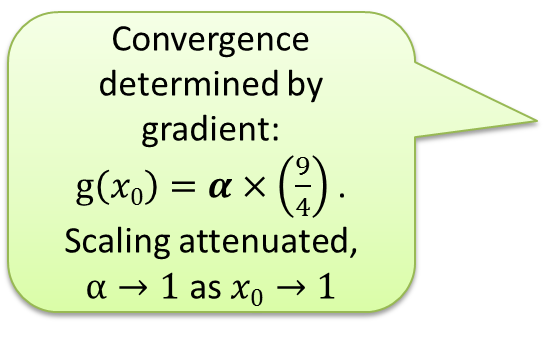 Convergence
determined by
gradient:
g(x₀) = α × (9/4) .
Scaling attenuated,
α → 1 as x₀ → 1